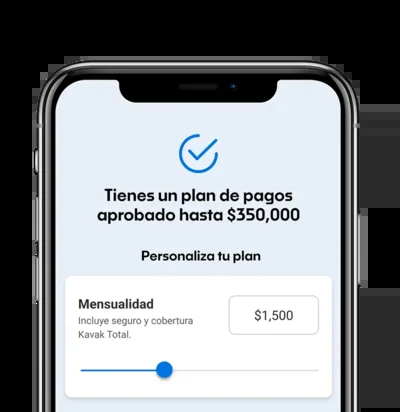 Tienes un plan de pagos
aprobado hasta $350,000
Personaliza tu plan
Mensualidad
$1,500
Incluye seguro y cobertura
Kavak Total.